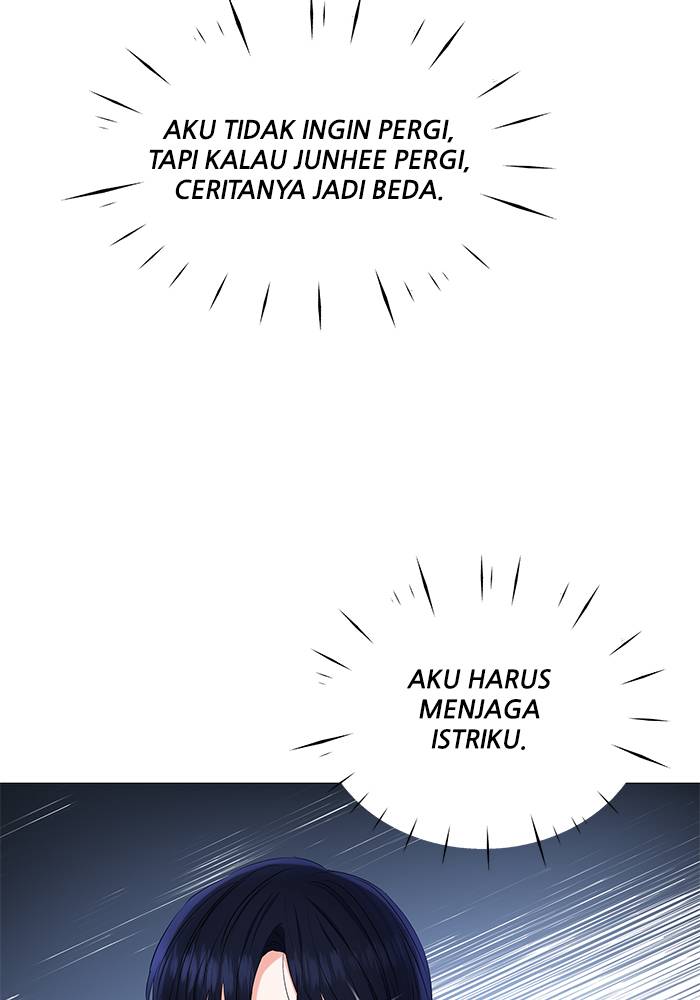 AKU TIDAK INGIN PERGI,
TAPI KALAU JUNHEE PERGI,
CERITANYA JADI BEDA.
AKU HARUS
MENJAGA
ISTRIKU.